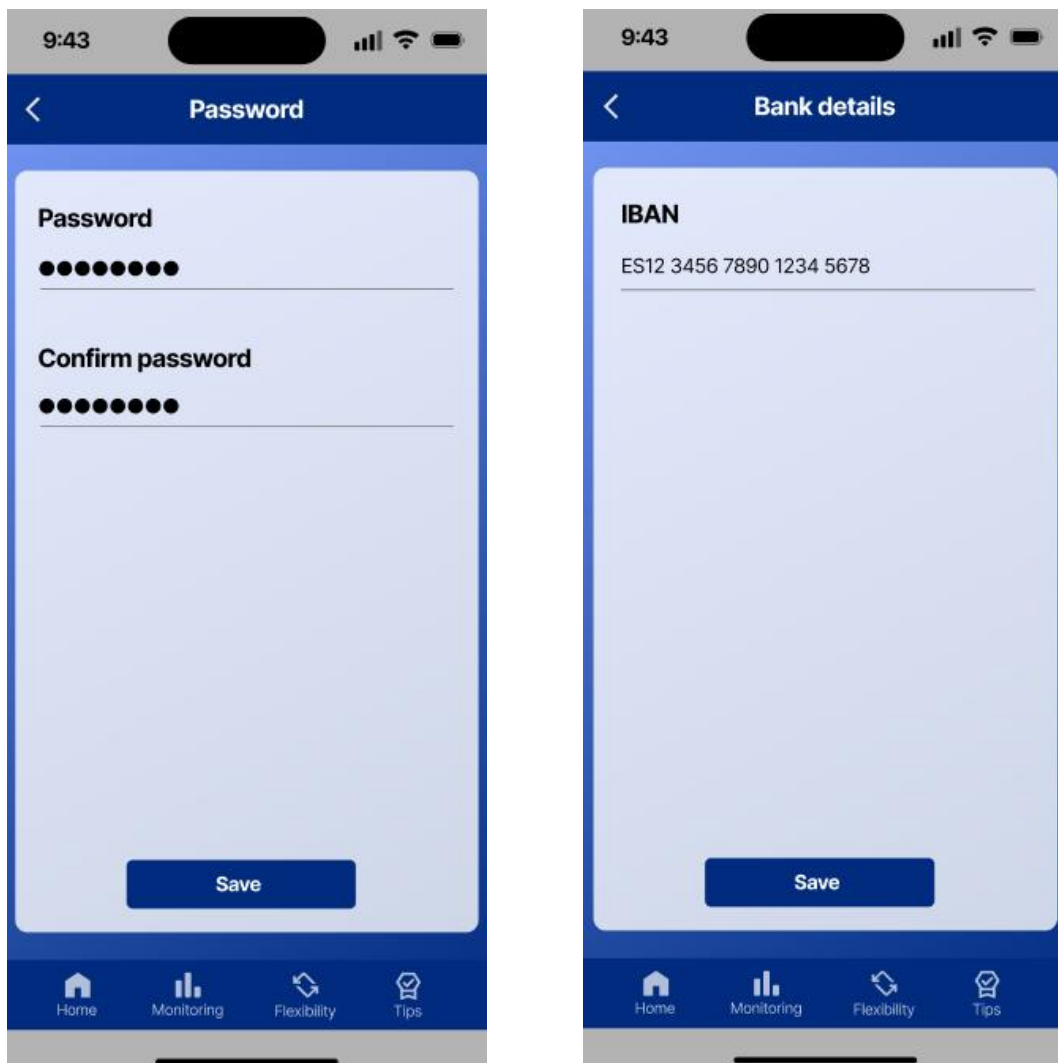 9:43
Password
Password
●●●●●●●●
Confirm password
●●●●●●●●
Save
Home Monitoring Flexibility Tips
9:43
Bank details
IBAN
ES12 3456 7890 1234 5678
Save
Home Monitoring Flexibility Tips